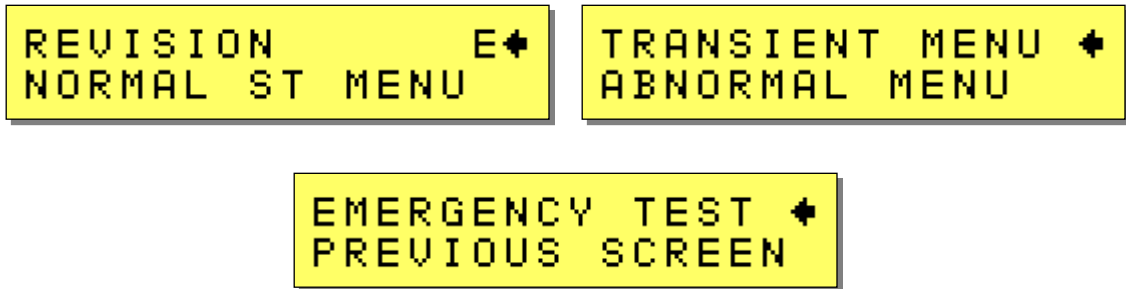 REVISION E←
NORMAL ST MENU
TRANSIENT MENU ←
ABNORMAL MENU
EMERGENCY TEST ←
PREVIOUS SCREEN